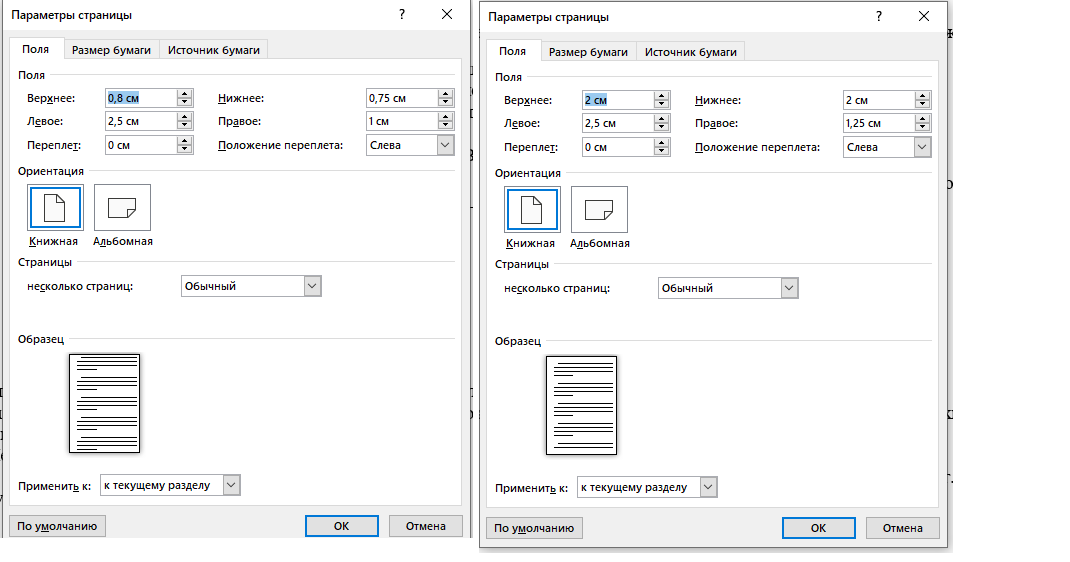 Параметры страницы ?
Поля Размер бумаги Источник бумаги
Поля
Верхнее: 0,8 см Нижнее: 0,75 см
Левое: 2,5 см Правое: 1 см
Переплет: 0 см Положение переплета: Слева
Ориентация
Книжная Альбомная
Страницы
несколько страниц: Обычный
Образец
Применить к: к текущему разделу
По умолчанию ОК Отмена
Параметры страницы ?
Поля Размер бумаги Источник бумаги
Поля
Верхнее: 2 см Нижнее: 2 см
Левое: 2,5 см Правое: 1,25 см
Переплет: 0 см Положение переплета: Слева
Ориентация
Книжная Альбомная
Страницы
несколько страниц: Обычный
Образец
Применить к: к текущему разделу
По умолчанию ОК Отмена